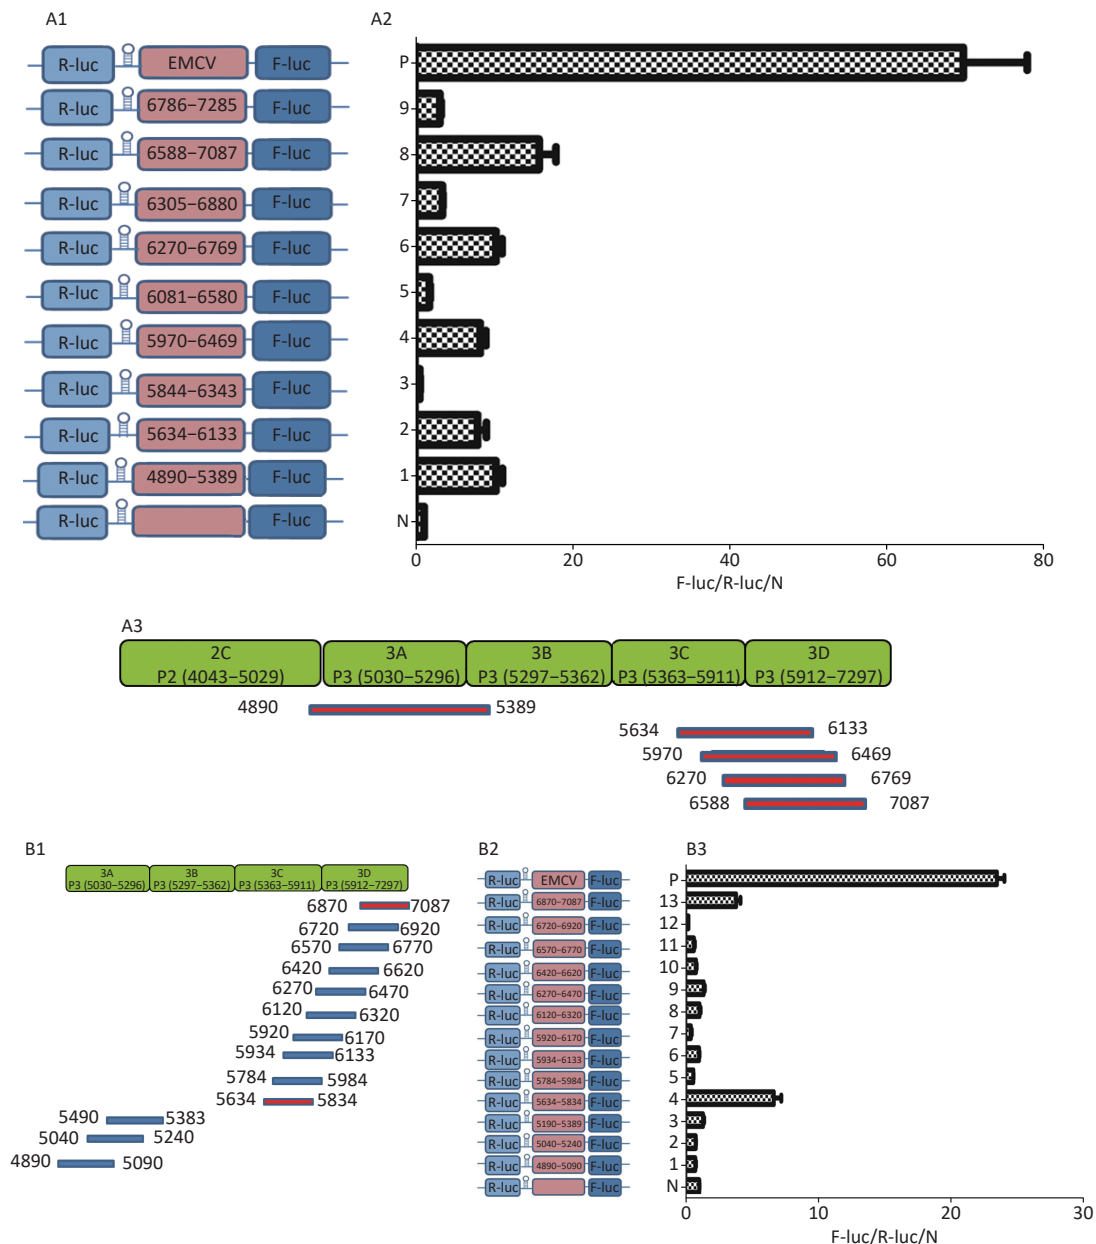 A1
R-luc EMCV F-luc
R-luc 6786–7285 F-luc
R-luc 6588–7087 F-luc
R-luc 6305–6880 F-luc
R-luc 6270–6769 F-luc
R-luc 6081–6580 F-luc
R-luc 5970–6469 F-luc
R-luc 5844–6343 F-luc
R-luc 5634–6133 F-luc
R-luc 4890–5389 F-luc
R-luc F-luc
A2
P
9
8
7
6
5
4
3
2
1
N
0 20 40 60 80
F-luc/R-luc/N
A3
2C 3A 3B 3C 3D
P2 (4043–5029) P3 (5030–5296) P3 (5297–5362) P3 (5363–5911) P3 (5912–7297)
4890 5389
5634 6133
5970 6469
6270 6769
6588 7087
B1
3A 3B 3C 3D
P3 (5030–5296) P3 (5297–5362) P3 (5363–5911) P3 (5912–7297)
6870 7087
6720 6920
6570 6770
6420 6620
6270 6470
6120 6320
5920 6170
5934 6133
5784 5984
5634 5834
5490 5383
5040 5240
4890 5090
B2
R-luc EMCV F-luc
R-luc 6870–7087 F-luc
R-luc 6720–6920 F-luc
R-luc 6570–6770 F-luc
R-luc 6420–6620 F-luc
R-luc 6270–6470 F-luc
R-luc 6120–6320 F-luc
R-luc 5920–6170 F-luc
R-luc 5934–6133 F-luc
R-luc 5784–5984 F-luc
R-luc 5634–5834 F-luc
R-luc 5190–5389 F-luc
R-luc 5040–5240 F-luc
R-luc 4890–5090 F-luc
R-luc F-luc
B3
P
13
12
11
10
9
8
7
6
5
4
3
2
1
N
0 10 20 30
F-luc/R-luc/N